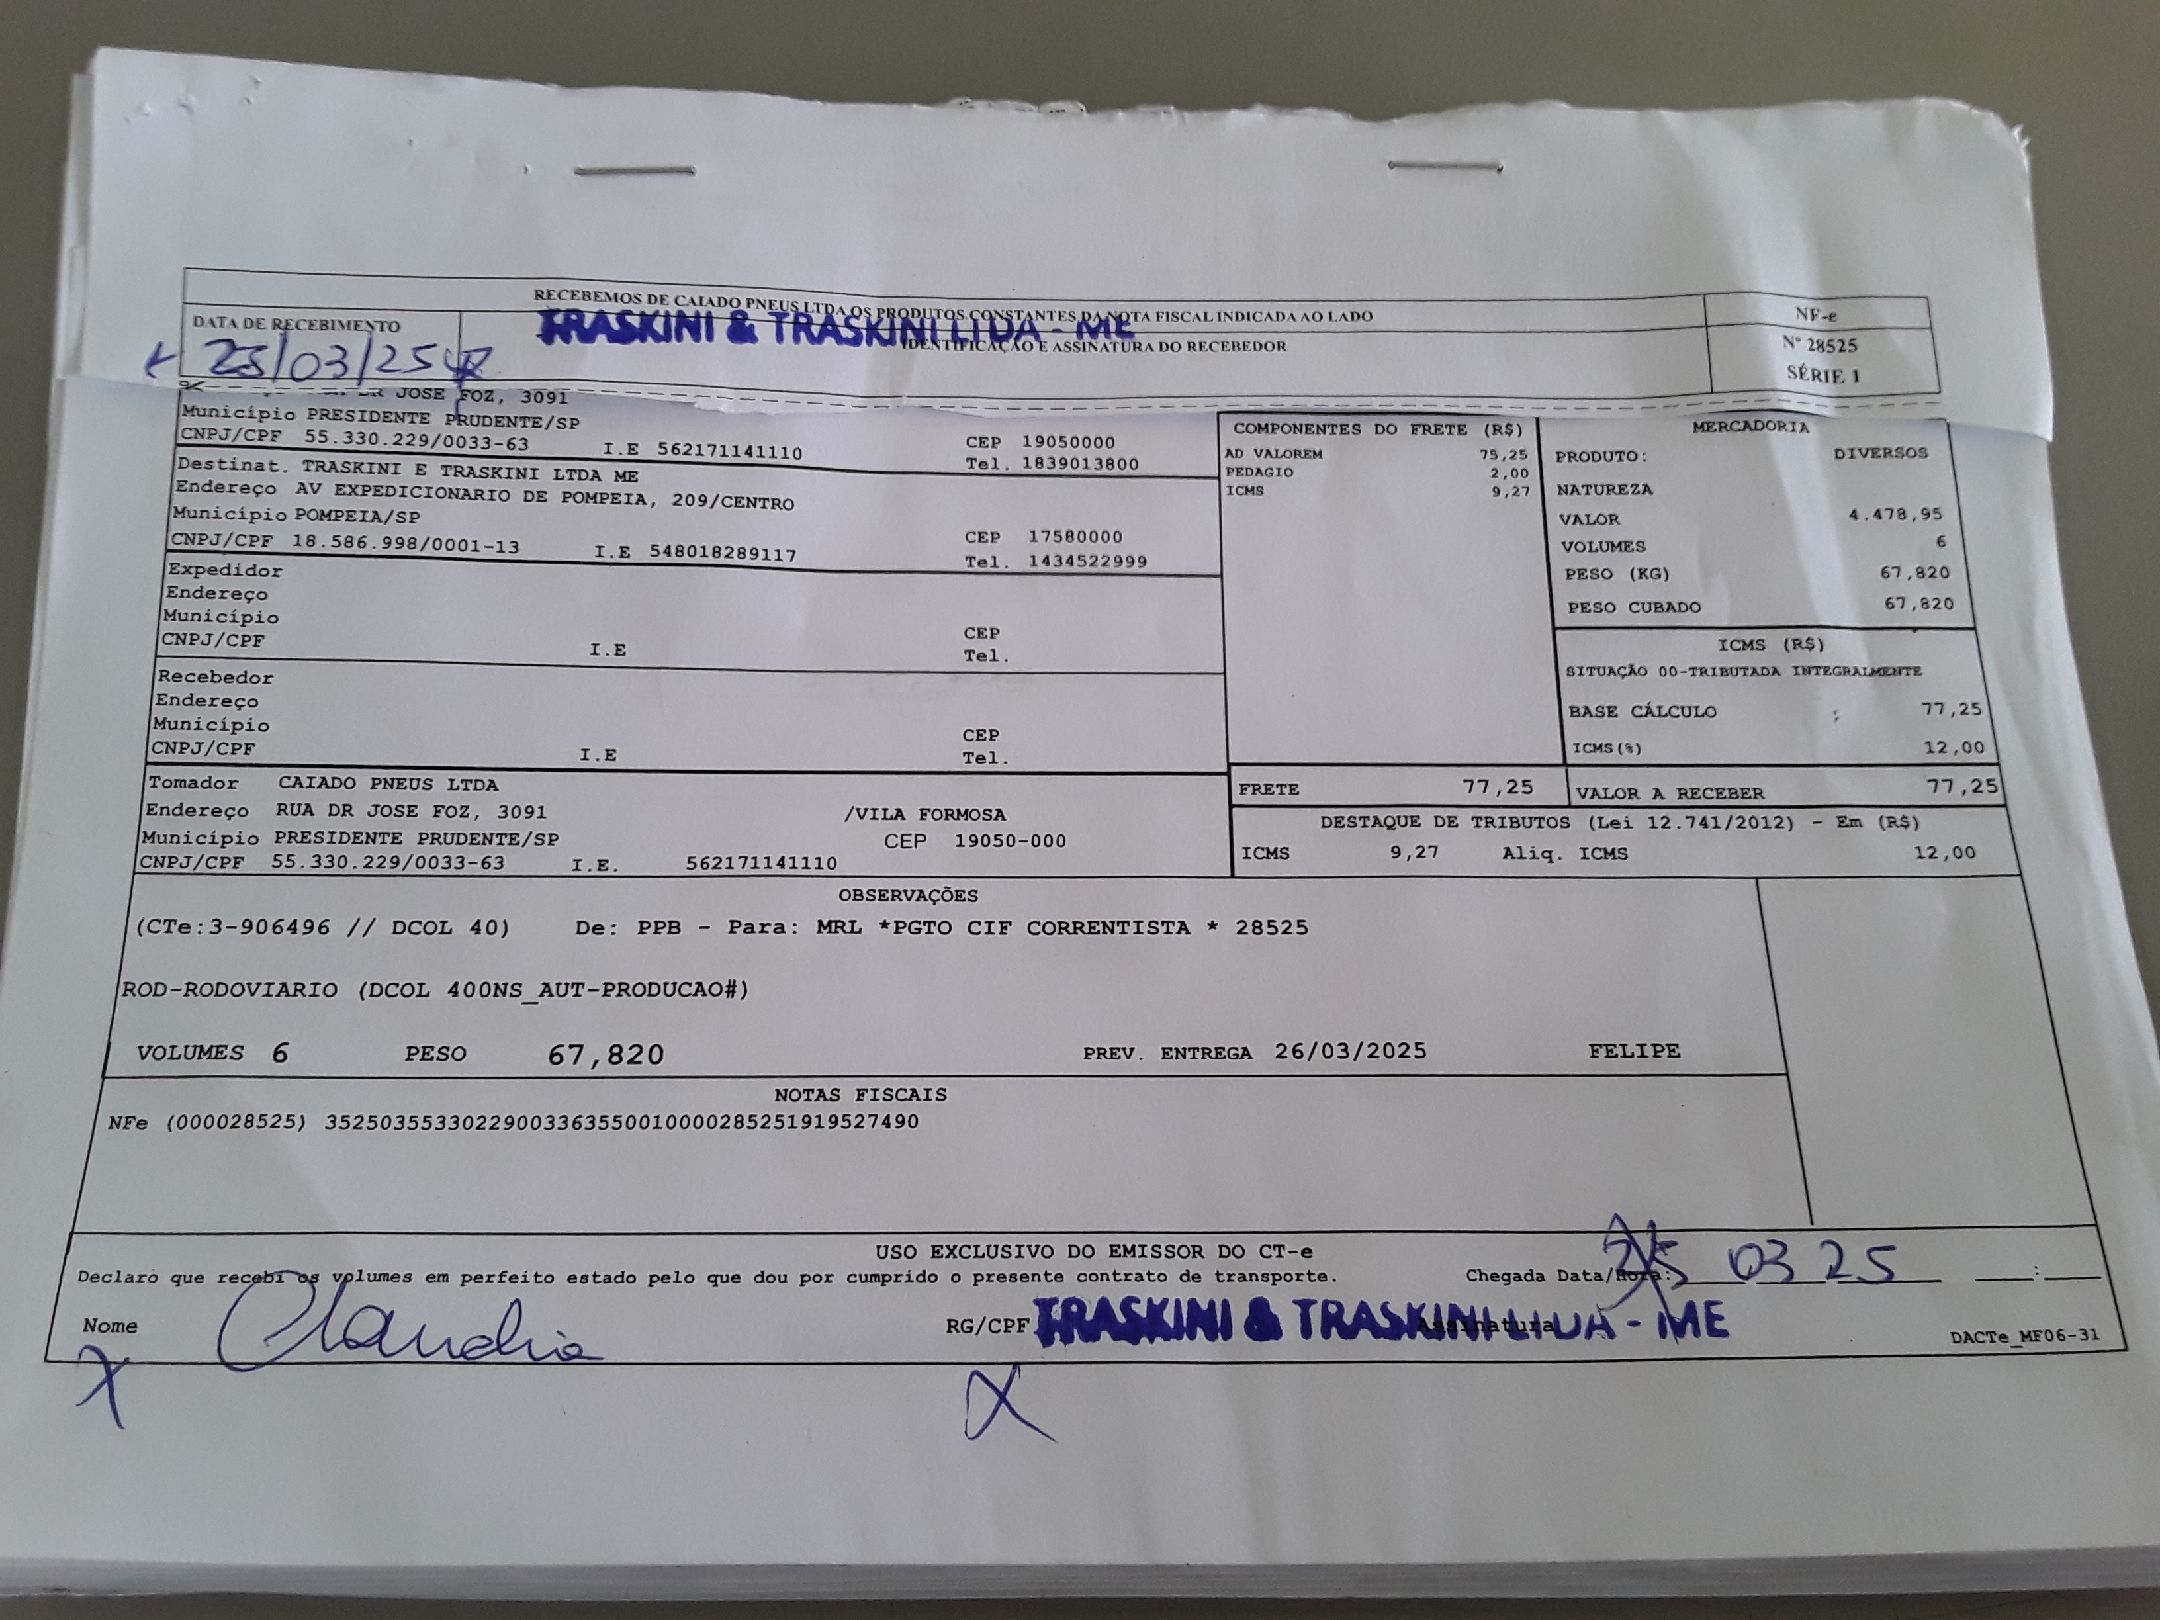 RECEBEMOS DE CAIADO PNEUS LTDA OS PRODUTOS CONSTANTES DA NOTA FISCAL INDICADA AO LADO
NF-e
DATA DE RECEBIMENTO
TRASKINI & TRASKINI LTDA - ME
IDENTIFICAÇÃO E ASSINATURA DO RECEBEDOR
Nº 28525
25/03/25
SÉRIE 1
DR JOSE FOZ, 3091
Município PRESIDENTE PRUDENTE/SP
CNPJ/CPF 55.330.229/0033-63 I.E 562171141110
CEP 19050000
Tel. 1839013800
Destinat. TRASKINI E TRASKINI LTDA ME
Endereço AV EXPEDICIONARIO DE POMPEIA, 209/CENTRO
Município POMPEIA/SP
CNPJ/CPF 18.586.998/0001-13 I.E 548018289117
CEP 17580000
Tel. 1434522999
Expedidor
Endereço
Município
CNPJ/CPF I.E
CEP
Tel.
Recebedor
Endereço
Município
CNPJ/CPF I.E
CEP
Tel.
Tomador CAIADO PNEUS LTDA
Endereço RUA DR JOSE FOZ, 3091 /VILA FORMOSA
Município PRESIDENTE PRUDENTE/SP CEP 19050-000
CNPJ/CPF 55.330.229/0033-63 I.E. 562171141110
COMPONENTES DO FRETE (R$)
AD VALOREM 75,25
PEDAGIO 2,00
ICMS 9,27
MERCADORIA
PRODUTO: DIVERSOS
NATUREZA
VALOR 4.478,95
VOLUMES 6
PESO (KG) 67,820
PESO CUBADO 67,820
ICMS (R$)
SITUAÇÃO 00-TRIBUTADA INTEGRALMENTE
BASE CÁLCULO : 77,25
ICMS(%) 12,00
FRETE 77,25
VALOR A RECEBER 77,25
DESTAQUE DE TRIBUTOS (Lei 12.741/2012) - Em (R$)
ICMS 9,27 Aliq. ICMS 12,00
OBSERVAÇÕES
(CTe:3-906496 // DCOL 40) De: PPB - Para: MRL *PGTO CIF CORRENTISTA * 28525
ROD-RODOVIARIO (DCOL 400NS_AUT-PRODUCAO#)
VOLUMES 6 PESO 67,820 PREV. ENTREGA 26/03/2025 FELIPE
NOTAS FISCAIS
NFe (000028525) 35250355330229003363550010000285251919527490
USO EXCLUSIVO DO EMISSOR DO CT-e
Declaro que recebi os volumes em perfeito estado pelo que dou por cumprido o presente contrato de transporte. Chegada Data/Hora: 25 03 25 __:__
Nome Claudia RG/CPF TRASKINI & TRASKINI LTDA - ME Assinatura
DACTe_MF06-31
X X